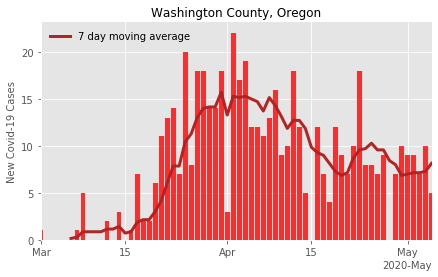 Washington County, Oregon
7 day moving average
New Covid-19 Cases
20
15
10
5
0
Mar
15
Apr
15
May
2020-May